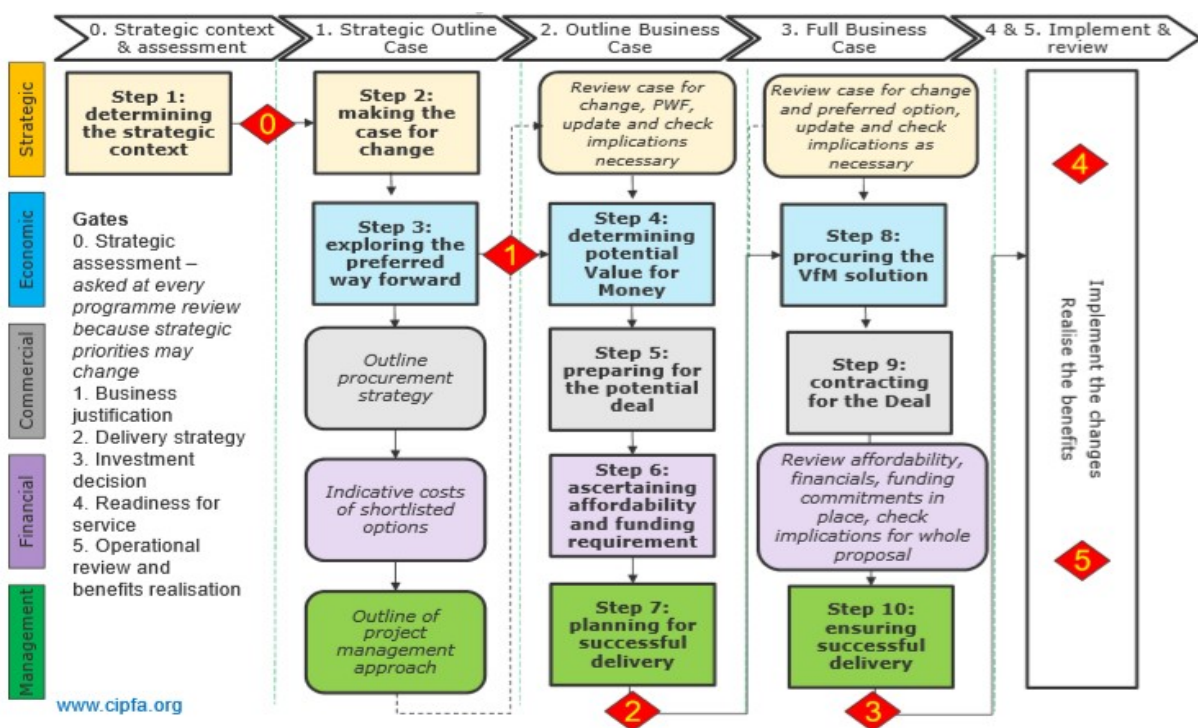 0. Strategic context
& assessment
1. Strategic Outline
Case
2. Outline Business
Case
3. Full Business
Case
4 & 5. Implement &
review
Strategic
Step 1:
determining
the strategic
context
0
Step 2:
making the
case for
change
Review case for
change, PWF,
update and check
implications
necessary
Review case for change
and preferred option,
update and check
implications as
necessary
4
Economic
Gates
0. Strategic
assessment –
asked at every
programme review
because strategic
priorities may
change
1. Business
justification
2. Delivery strategy
3. Investment
decision
4. Readiness for
service
5. Operational
review and
benefits realisation
Step 3:
exploring the
preferred
way forward
1
Step 4:
determining
potential
Value for
Money
Step 8:
procuring the
VfM solution
Implement the changes
Realise the benefits
Commercial
Outline
procurement
strategy
Step 5:
preparing for
the potential
deal
Step 9:
contracting
for the Deal
Financial
Indicative costs
of shortlisted
options
Step 6:
ascertaining
affordability
and funding
requirement
Review affordability,
financials, funding
commitments in
place, check
implications for whole
proposal
5
Management
Outline of
project
management
approach
Step 7:
planning for
successful
delivery
Step 10:
ensuring
successful
delivery
www.cipfa.org
2
3